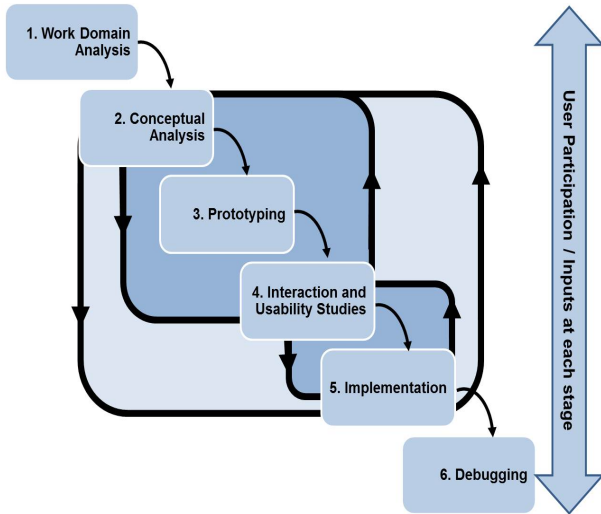 1. Work Domain
Analysis
2. Conceptual
Analysis
3. Prototyping
4. Interaction and
Usability Studies
5. Implementation
6. Debugging
User Participation / Inputs at each stage